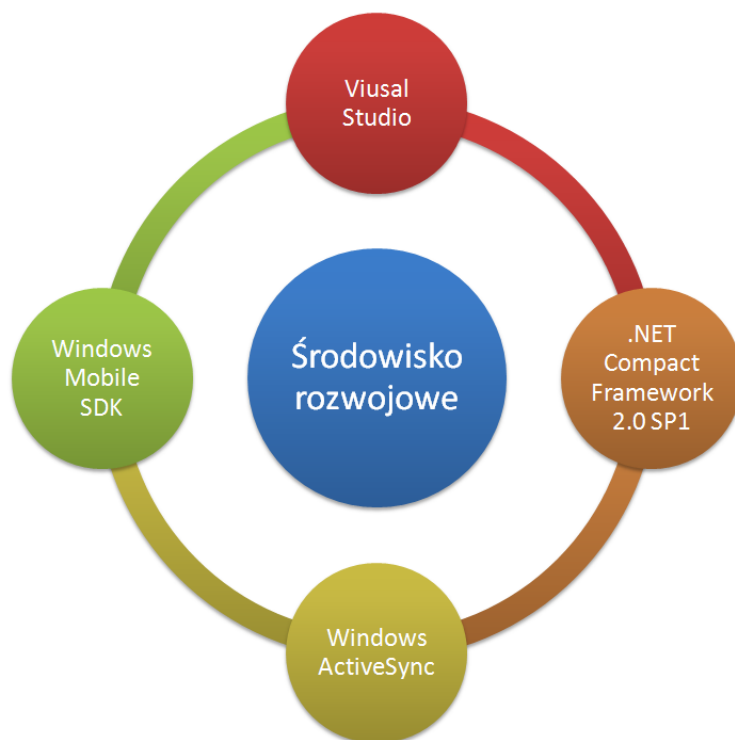 Viusal
Studio
Środowisko
rozwojowe
Windows
Mobile
SDK
.NET
Compact
Framework
2.0 SP1
Windows
ActiveSync